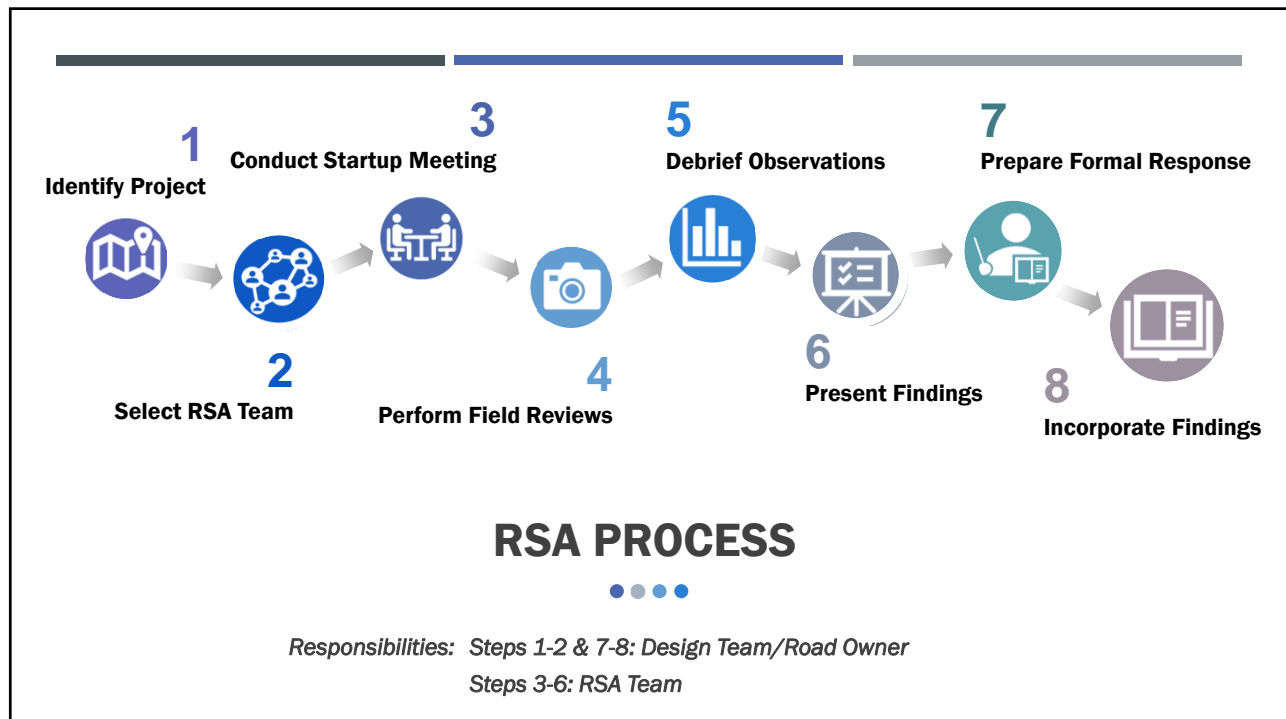 1
Identify Project
2
Select RSA Team
3
Conduct Startup Meeting
4
Perform Field Reviews
5
Debrief Observations
6
Present Findings
7
Prepare Formal Response
8
Incorporate Findings
RSA PROCESS
Responsibilities: Steps 1-2 & 7-8: Design Team/Road Owner
Steps 3-6: RSA Team